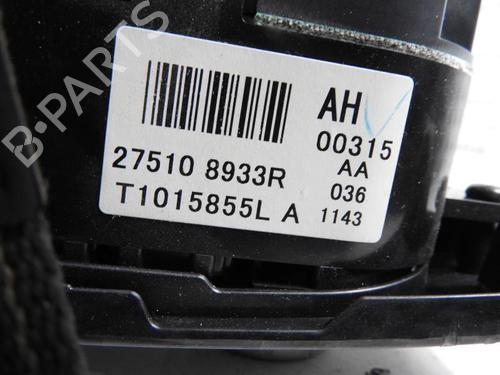 B-PARTS
AH
00315
27510 8933R
AA
036
T1015855L A
1143